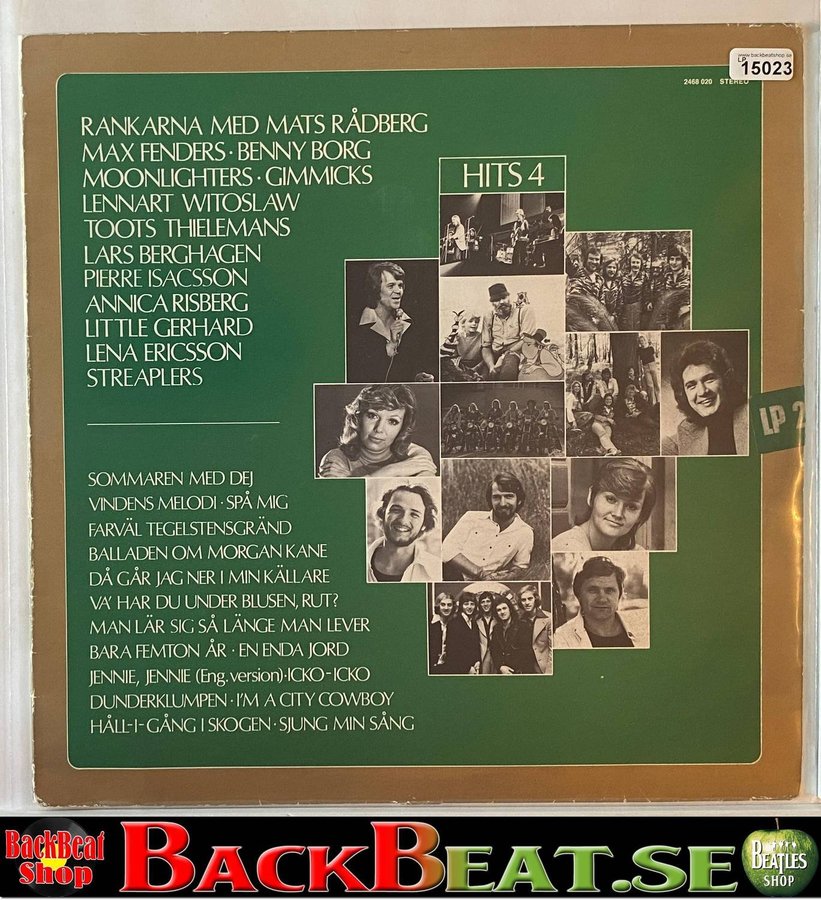 www.backbeatshop.se
LP
15023
2468 020 STEREO
RANKARNA MED MATS RÅDBERG
MAX FENDERS · BENNY BORG
MOONLIGHTERS · GIMMICKS
LENNART WITOSLAW
TOOTS THIELEMANS
LARS BERGHAGEN
PIERRE ISACSSON
ANNICA RISBERG
LITTLE GERHARD
LENA ERICSSON
STREAPLERS
HITS 4
LP 2
SOMMAREN MED DEJ
VINDENS MELODI · SPÅ MIG
FARVÄL TEGELSTENSGRÄND
BALLADEN OM MORGAN KANE
DÅ GÅR JAG NER I MIN KÄLLARE
VA' HAR DU UNDER BLUSEN, RUT?
MAN LÄR SIG SÅ LÄNGE MAN LEVER
BARA FEMTON ÅR · EN ENDA JORD
JENNIE, JENNIE (Eng. version) · ICKO-ICKO
DUNDERKLUMPEN · I'M A CITY COWBOY
HÅLL-I-GÅNG I SKOGEN · SJUNG MIN SÅNG
BackBeat
Shop
BACKBEAT.SE
BEATLES
SHOP